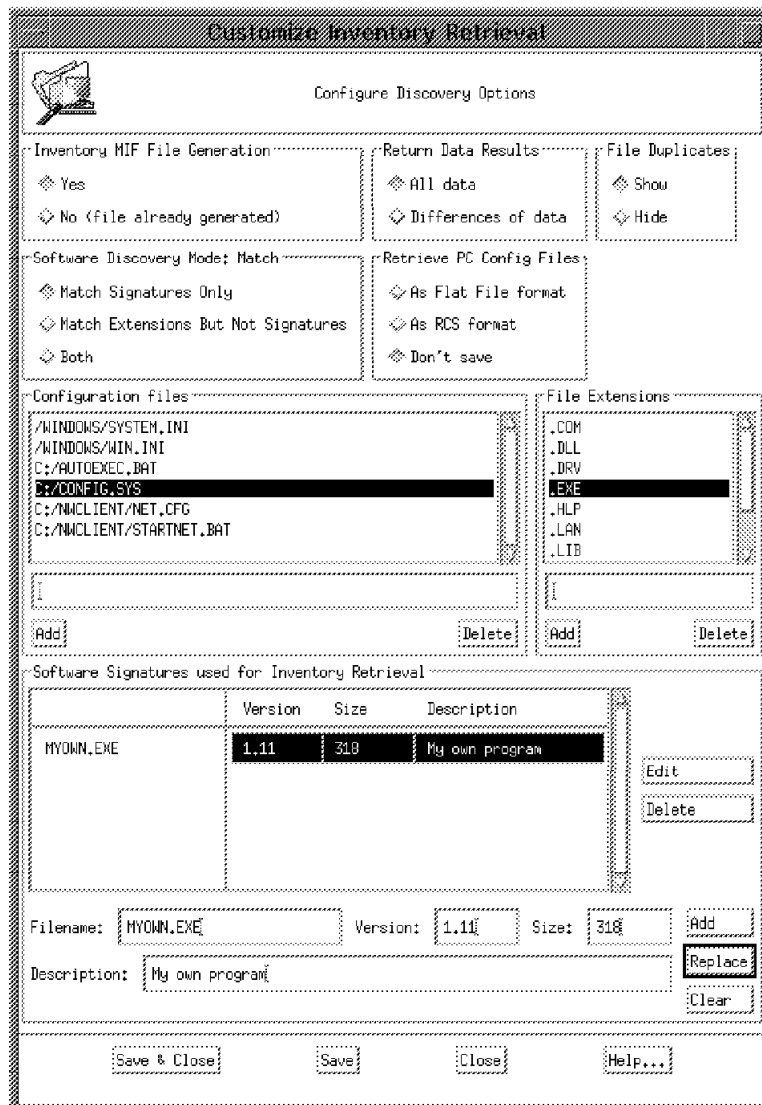 Customize Inventory Retrieval
Configure Discovery Options
Inventory MIF File Generation
Yes
No (file already generated)
Return Data Results
All data
Differences of data
File Duplicates
Show
Hide
Software Discovery Mode: Match
Match Signatures Only
Match Extensions But Not Signatures
Both
Retrieve PC Config Files
As Flat File format
As RCS format
Don't save
Configuration files
/WINDOWS/SYSTEM.INI
/WINDOWS/WIN.INI
C:/AUTOEXEC.BAT
C:/CONFIG.SYS
C:/NWCLIENT/NET.CFG
C:/NWCLIENT/STARTNET.BAT
Add Delete
File Extensions
.COM
.DLL
.DRV
.EXE
.HLP
.LAN
.LIB
Add Delete
Software Signatures used for Inventory Retrieval
Version Size Description
MYOWN.EXE 1.11 318 My own program
Edit
Delete
Filename: MYOWN.EXE Version: 1.11 Size: 318 Add
Replace
Description: My own program
Clear
Save & Close Save Close Help...